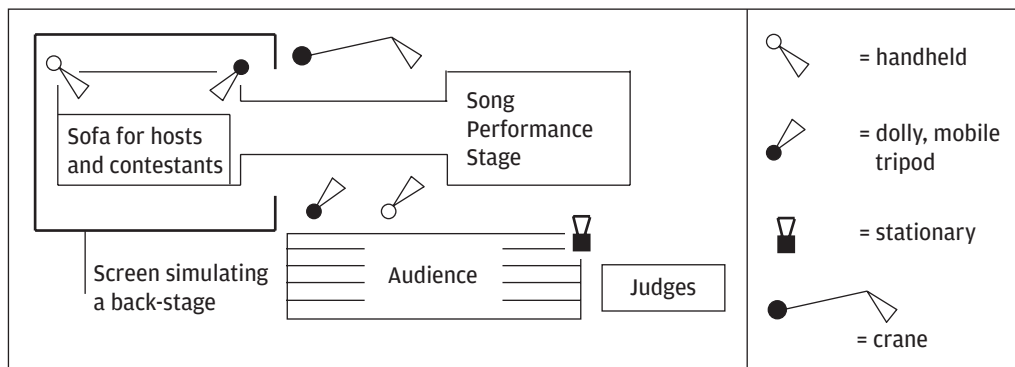 Sofa for hosts
and contestants
Song
Performance
Stage
Screen simulating
a back-stage
Audience
Judges
= handheld
= dolly, mobile
tripod
= stationary
= crane